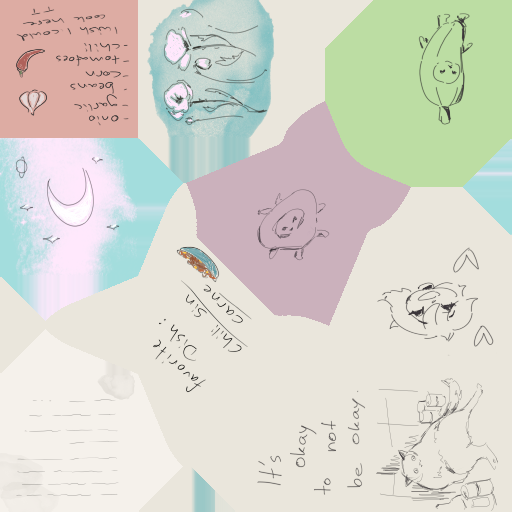 - onio
- garlic
beans
- corn
- tomatoes
- chili
I wish I could
cook here
TT
favorite
Dish:
Chili sin
carne
It's
okay
to not
be okay.